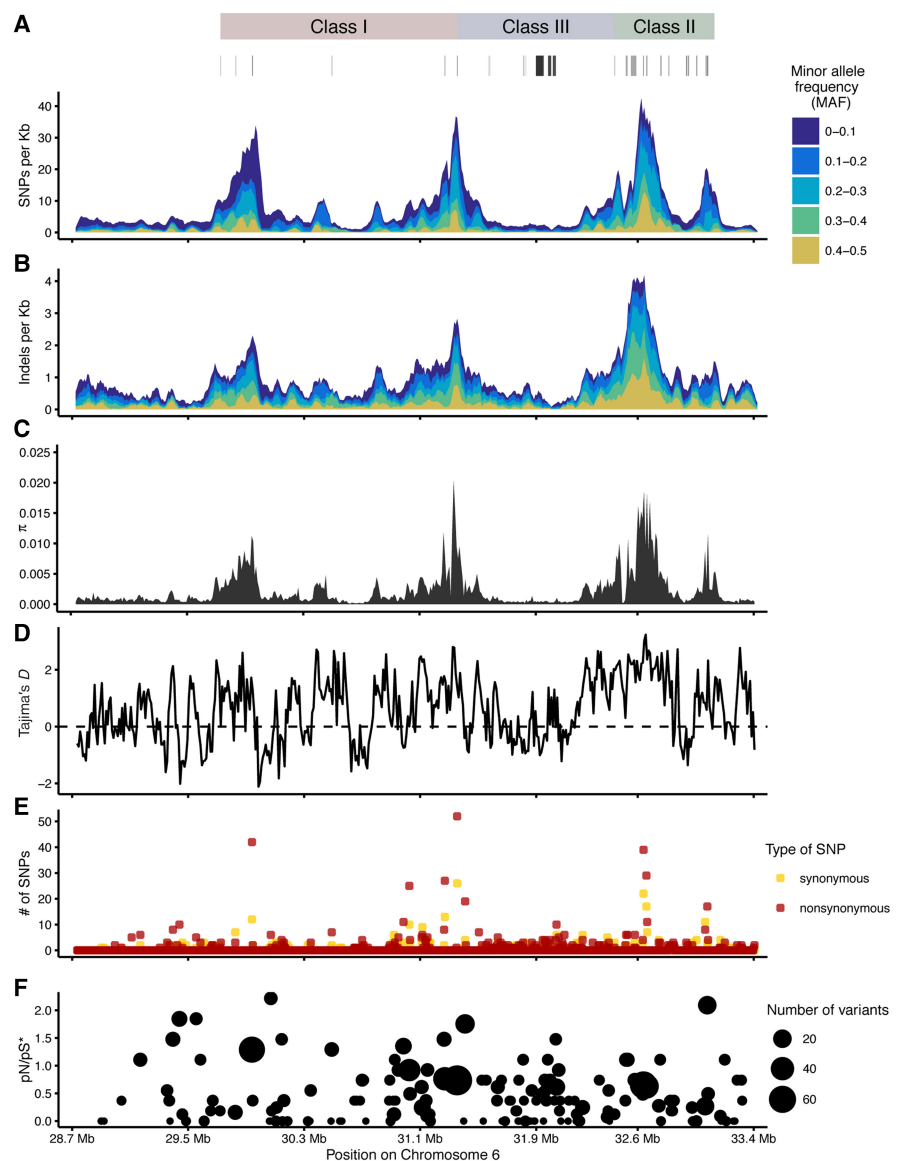 A
Class I
Class III
Class II
Minor allele
frequency
(MAF)
0–0.1
0.1–0.2
0.2–0.3
0.3–0.4
0.4–0.5
SNPs per Kb
40
30
20
10
0
B
Indels per Kb
4
3
2
1
0
C
π
0.025
0.020
0.015
0.010
0.005
0.000
D
Tajima's D
2
0
−2
E
# of SNPs
50
40
30
20
10
0
Type of SNP
synonymous
nonsynonymous
F
pN/pS*
2.0
1.5
1.0
0.5
0.0
Number of variants
20
40
60
28.7 Mb 29.5 Mb 30.3 Mb 31.1 Mb 31.9 Mb 32.6 Mb 33.4 Mb
Position on Chromosome 6